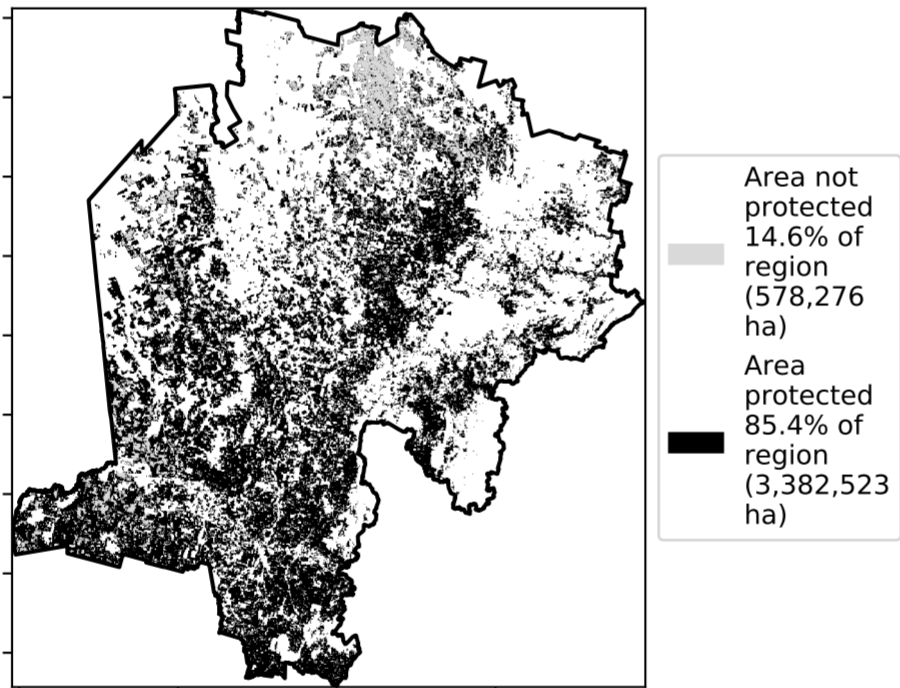 Area not
protected
14.6% of
region
(578,276
ha)
Area
protected
85.4% of
region
(3,382,523
ha)